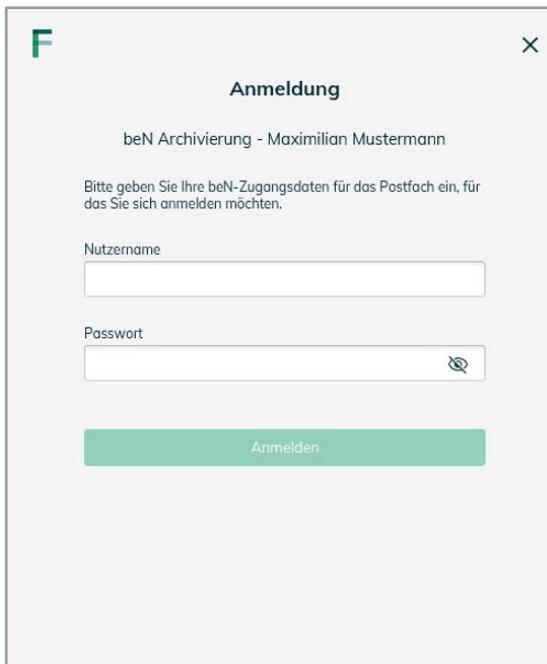 F
Anmeldung
beN Archivierung - Maximilian Mustermann
Bitte geben Sie Ihre beN-Zugangsdaten für das Postfach ein, für
das Sie sich anmelden möchten.
Nutzername
Passwort
Anmelden